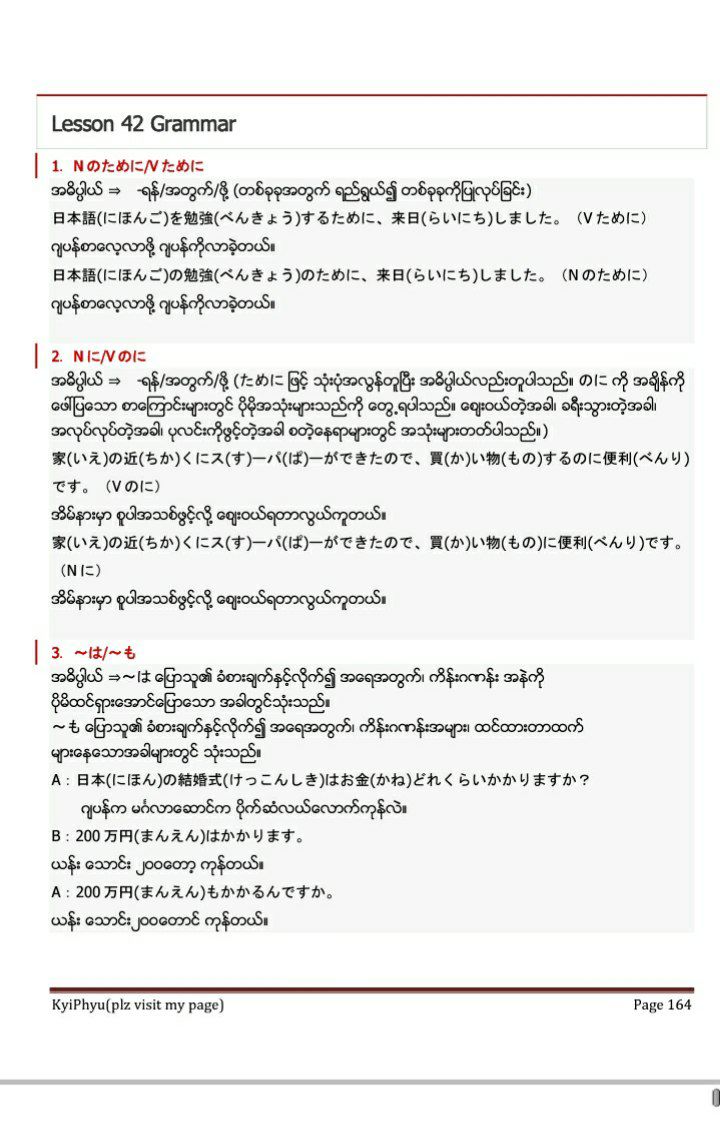 Lesson 42 Grammar
1. Nのために/Vために
အဓိပ္ပါယ် ⇒ -ရန်/အတွက်/ဖို့ (တစ်ခုခုအတွက် ရည်ရွယ်၍ တစ်ခုခုကိုပြုလုပ်ခြင်း)
日本語(にほんご)を勉強(べんきょう)するために、来日(らいにち)しました。（Vために）
ဂျပန်စာလေ့လာဖို့ ဂျပန်ကိုလာခဲ့တယ်။
日本語(にほんご)の勉強(べんきょう)のために、来日(らいにち)しました。（Nのために）
ဂျပန်စာလေ့လာဖို့ ဂျပန်ကိုလာခဲ့တယ်။
2. Nに/Vのに
အဓိပ္ပါယ် ⇒ -ရန်/အတွက်/ဖို့ (ために ဖြင့် သုံးပုံအလွန်တူပြီး အဓိပ္ပါယ်လည်းတူပါသည်။ のに ကို အချိန်ကို
ဖေါ်ပြသော စာကြောင်းများတွင် ပိုမိုအသုံးများသည်ကို တွေ့ရပါသည်။ ဈေးဝယ်တဲ့အခါ၊ ခရီးသွားတဲ့အခါ၊
အလုပ်လုပ်တဲ့အခါ၊ ပုလင်းကိုဖွင့်တဲ့အခါ စတဲ့နေရာများတွင် အသုံးများတတ်ပါသည်။)
家(いえ)の近(ちか)くにス(す)ーパ(ぱ)ーができたので、買(か)い物(もの)するのに便利(べんり)
です。（Vのに）
အိမ်နားမှာ စူပါအသစ်ဖွင့်လို့ ဈေးဝယ်ရတာလွယ်ကူတယ်။
家(いえ)の近(ちか)くにス(す)ーパ(ぱ)ーができたので、買(か)い物(もの)に便利(べんり)です。
（Nに）
အိမ်နားမှာ စူပါအသစ်ဖွင့်လို့ ဈေးဝယ်ရတာလွယ်ကူတယ်။
3. ～は/～も
အဓိပ္ပါယ် ⇒～は ပြောသူ၏ ခံစားချက်နှင့်လိုက်၍ အရေအတွက်၊ ကိန်းဂဏန်း အနဲကို
ပိုမိထင်ရှားအောင်ပြောသော အခါတွင်သုံးသည်။
～も ပြောသူ၏ ခံစားချက်နှင့်လိုက်၍ အရေအတွက်၊ ကိန်းဂဏန်းအများ၊ ထင်ထားတာထက်
များနေသောအခါများတွင် သုံးသည်။
A：日本(にほん)の結婚式(けっこんしき)はお金(かね)どれくらいかかりますか？
ဂျပန်က မင်္ဂလာဆောင်က ပိုက်ဆံလယ်လောက်ကုန်လဲ။
B：200 万円(まんえん)はかかります。
ယန်း သောင်း ၂၀၀တော့ ကုန်တယ်။
A：200 万円(まんえん)もかかるんですか。
ယန်း သောင်း၂၀၀တောင် ကုန်တယ်။
KyiPhyu(plz visit my page)
Page 164